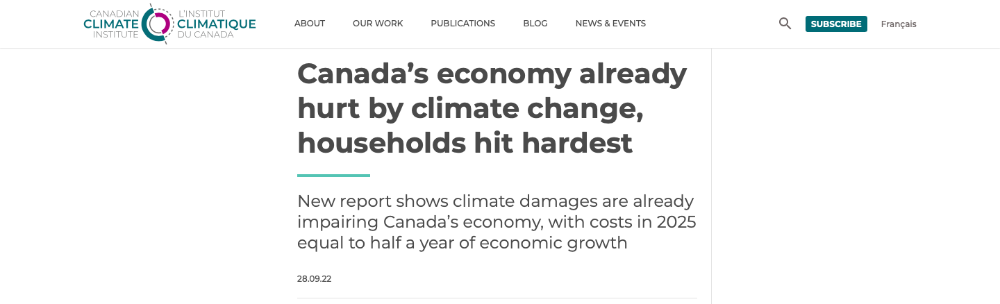 CANADIAN
CLIMATE
INSTITUTE
L'INSTITUT
CLIMATIQUE
DU CANADA
ABOUT
OUR WORK
PUBLICATIONS
BLOG
NEWS & EVENTS
SUBSCRIBE
Français
Canada’s economy already
hurt by climate change,
households hit hardest
New report shows climate damages are already
impairing Canada’s economy, with costs in 2025
equal to half a year of economic growth
28.09.22